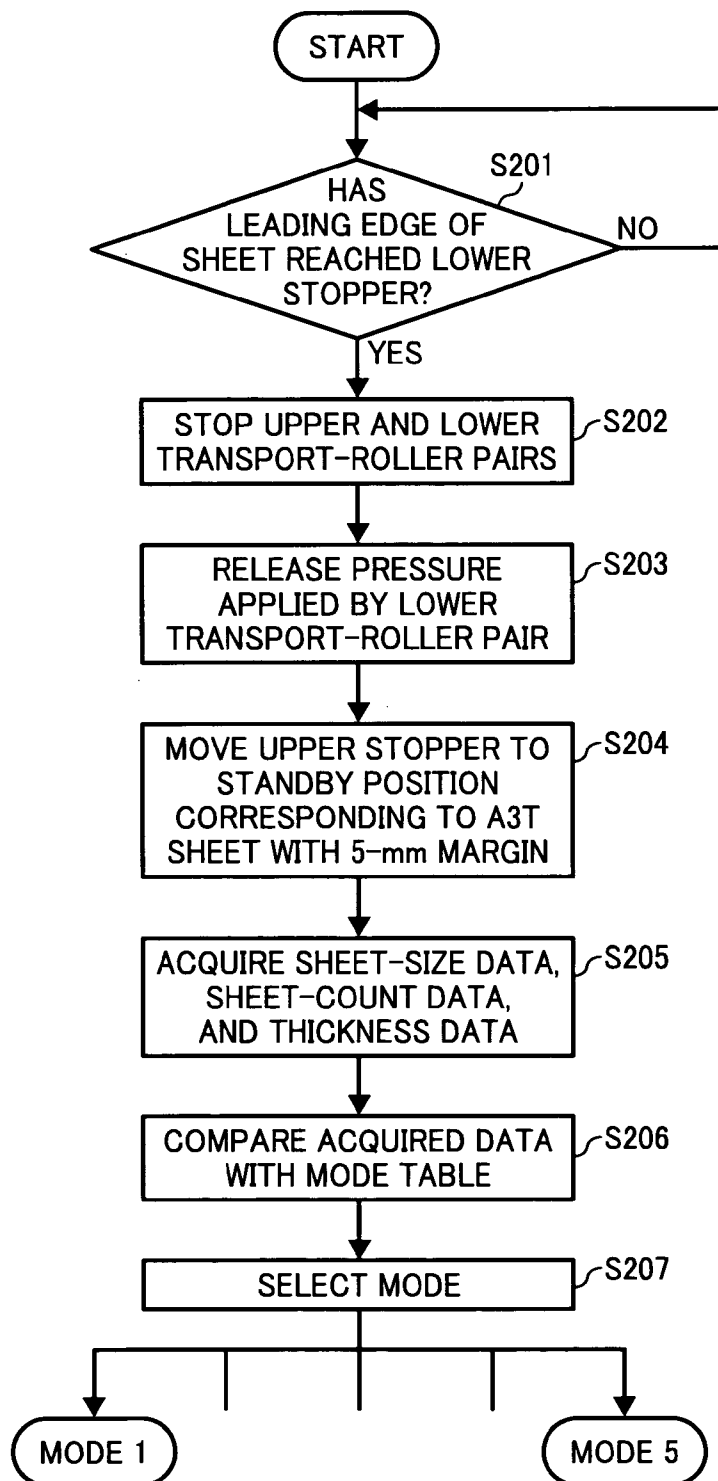 START
S201
HAS
LEADING EDGE OF
SHEET REACHED LOWER
STOPPER?
NO
YES
STOP UPPER AND LOWER
TRANSPORT-ROLLER PAIRS
S202
RELEASE PRESSURE
APPLIED BY LOWER
TRANSPORT-ROLLER PAIR
S203
MOVE UPPER STOPPER TO
STANDBY POSITION
CORRESPONDING TO A3T
SHEET WITH 5-mm MARGIN
S204
ACQUIRE SHEET-SIZE DATA,
SHEET-COUNT DATA,
AND THICKNESS DATA
S205
COMPARE ACQUIRED DATA
WITH MODE TABLE
S206
SELECT MODE
S207
MODE 1
MODE 5